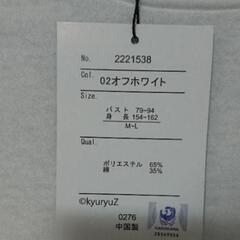 No. 2221538
Col. 02オフホワイト
Size.
バスト 79-94
身 長 154-162
M~L
Qual.
ポリエステル 65%
綿 35%
©kyuryuZ
0276
中国製